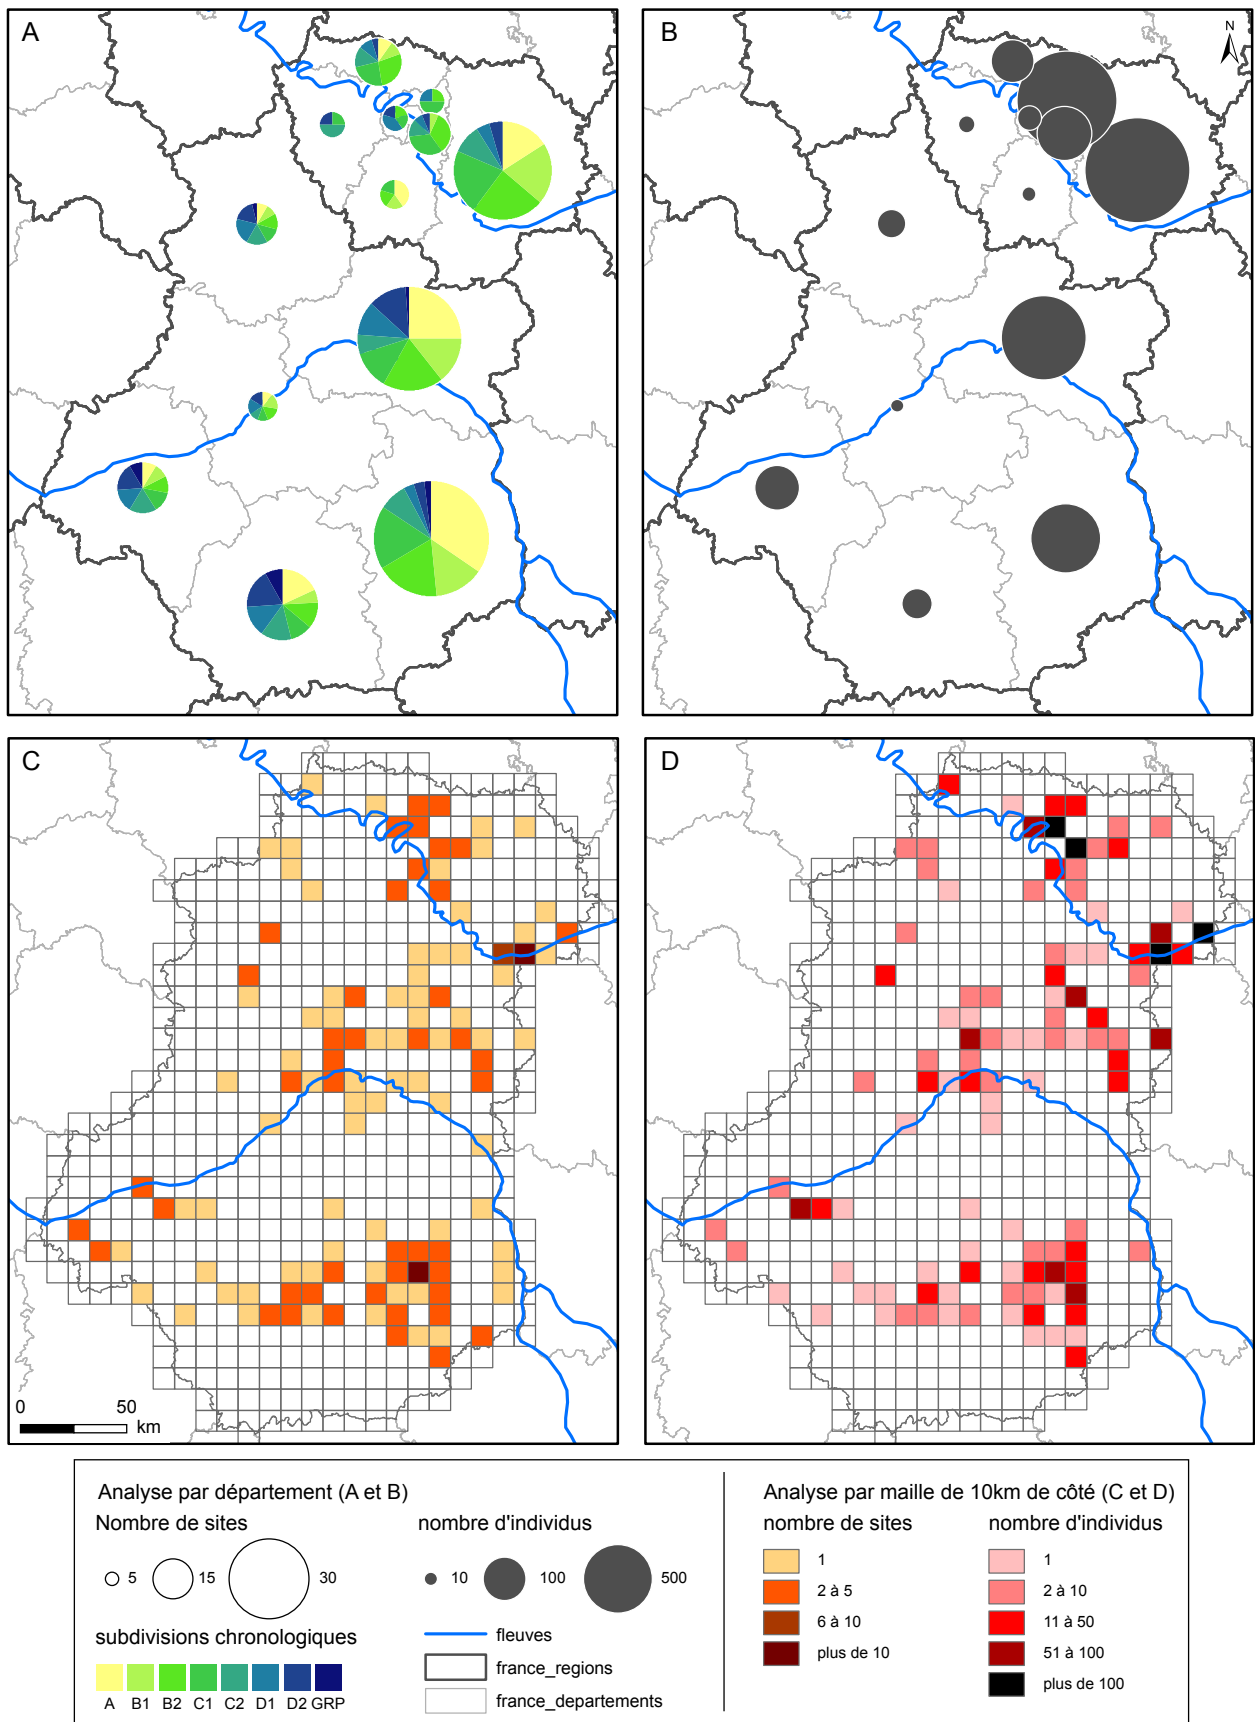 A
B
N
C
D
0 50
km
Analyse par département (A et B)
Nombre de sites
5 15 30
subdivisions chronologiques
A B1 B2 C1 C2 D1 D2 GRP
nombre d'individus
10 100 500
fleuves
france_regions
france_departements
Analyse par maille de 10km de côté (C et D)
nombre de sites
1
2 à 5
6 à 10
plus de 10
nombre d'individus
1
2 à 10
11 à 50
51 à 100
plus de 100